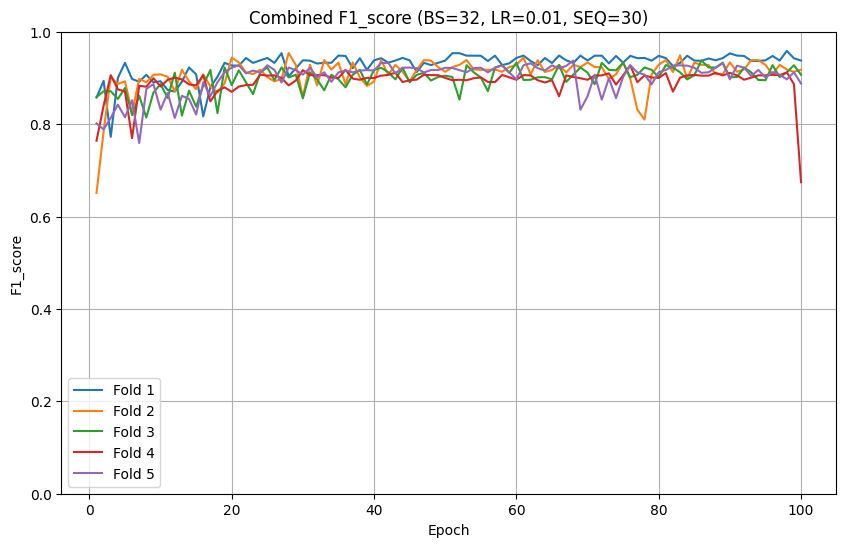 Combined F1_score (BS=32, LR=0.01, SEQ=30)
1.0
0.8
0.6
0.4
0.2
0.0
F1_score
Fold 1
Fold 2
Fold 3
Fold 4
Fold 5
0 20 40 60 80 100
Epoch